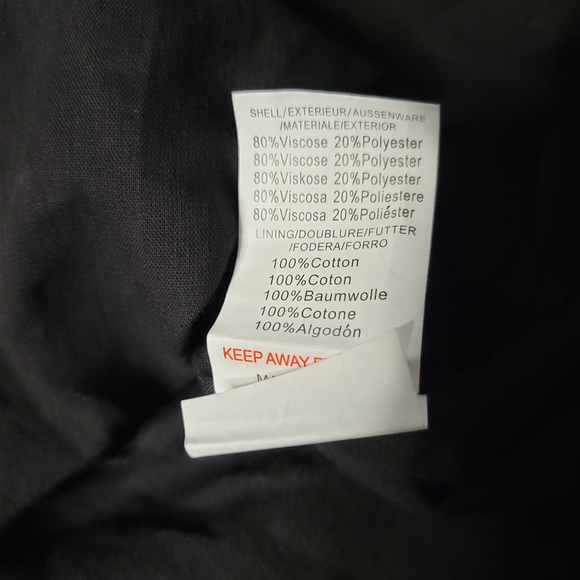 SHELL/EXTERIEUR/AUSSENWARE
/MATERIALE/EXTERIOR
80%Viscose 20%Polyester
80%Viscose 20%Polyester
80%Viskose 20%Polyester
80%Viscosa 20%Poliestere
80%Viscosa 20%Poliéster
LINING/DOUBLURE/FUTTER
/FODERA/FORRO
100%Cotton
100%Coton
100%Baumwolle
100%Cotone
100%Algodón
KEEP AWAY